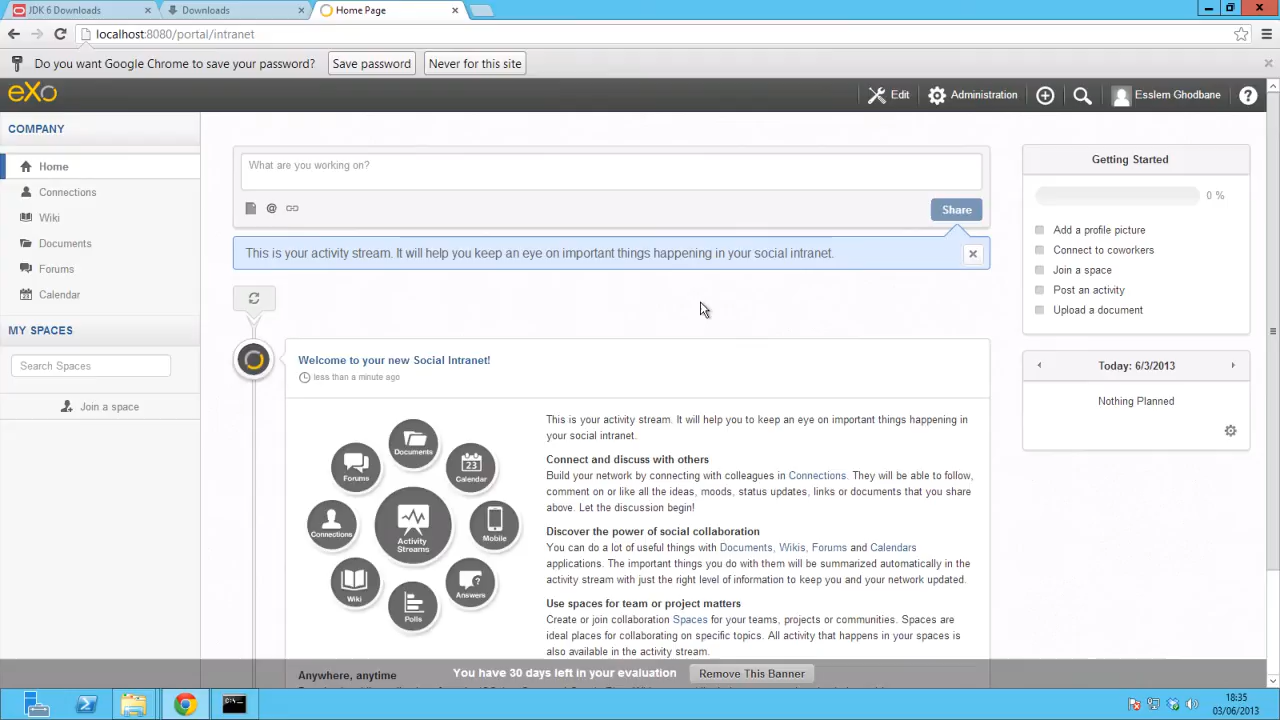 JDK 6 Downloads
Downloads
Home Page
localhost:8080/portal/intranet
Do you want Google Chrome to save your password?
Save password
Never for this site
eXo
Edit
Administration
Esslem Ghodbane
?
COMPANY
Home
Connections
Wiki
Documents
Forums
Calendar
MY SPACES
Search Spaces
Join a space
What are you working on?
@
Share
This is your activity stream. It will help you keep an eye on important things happening in your social intranet.
Welcome to your new Social Intranet!
less than a minute ago
Documents
Forums
23
Calendar
Connections
Activity
Streams
Mobile
Wiki
Answers
Polls
This is your activity stream. It will help you to keep an eye on important things happening in
your social intranet.
Connect and discuss with others
Build your network by connecting with colleagues in Connections. They will be able to follow,
comment on or like all the ideas, moods, status updates, links or documents that you share
above. Let the discussion begin!
Discover the power of social collaboration
You can do a lot of useful things with Documents, Wikis, Forums and Calendars
applications. The important things you do with them will be summarized automatically in the
activity stream with just the right level of information to keep you and your network updated.
Use spaces for team or project matters
Create or join collaboration Spaces for your teams, projects or communities. Spaces are
ideal places for collaborating on specific topics. All activity that happens in your spaces is
also available in the activity stream.
Anywhere, anytime
Getting Started
0 %
Add a profile picture
Connect to coworkers
Join a space
Post an activity
Upload a document
Today: 6/3/2013
Nothing Planned
You have 30 days left in your evaluation
Remove This Banner
18:35
03/06/2013